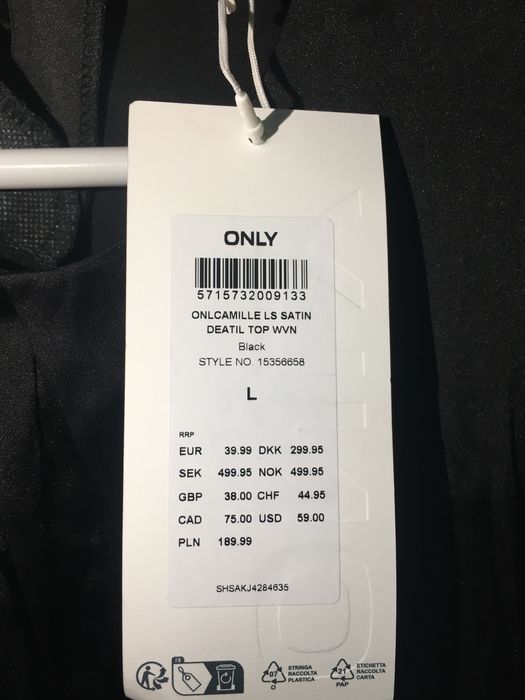 ONLY
5715732009133
ONLCAMILLE LS SATIN
DEATIL TOP WVN
Black
STYLE NO. 15356658
L
RRP
EUR 39.99 DKK 299.95
SEK 499.95 NOK 499.95
GBP 38.00 CHF 44.95
CAD 75.00 USD 59.00
PLN 189.99
SHSAKJ4284635
FR
07
O
STRINGA
RACCOLTA
PLASTICA
21
PAP
ETICHETTA
RACCOLTA
CARTA